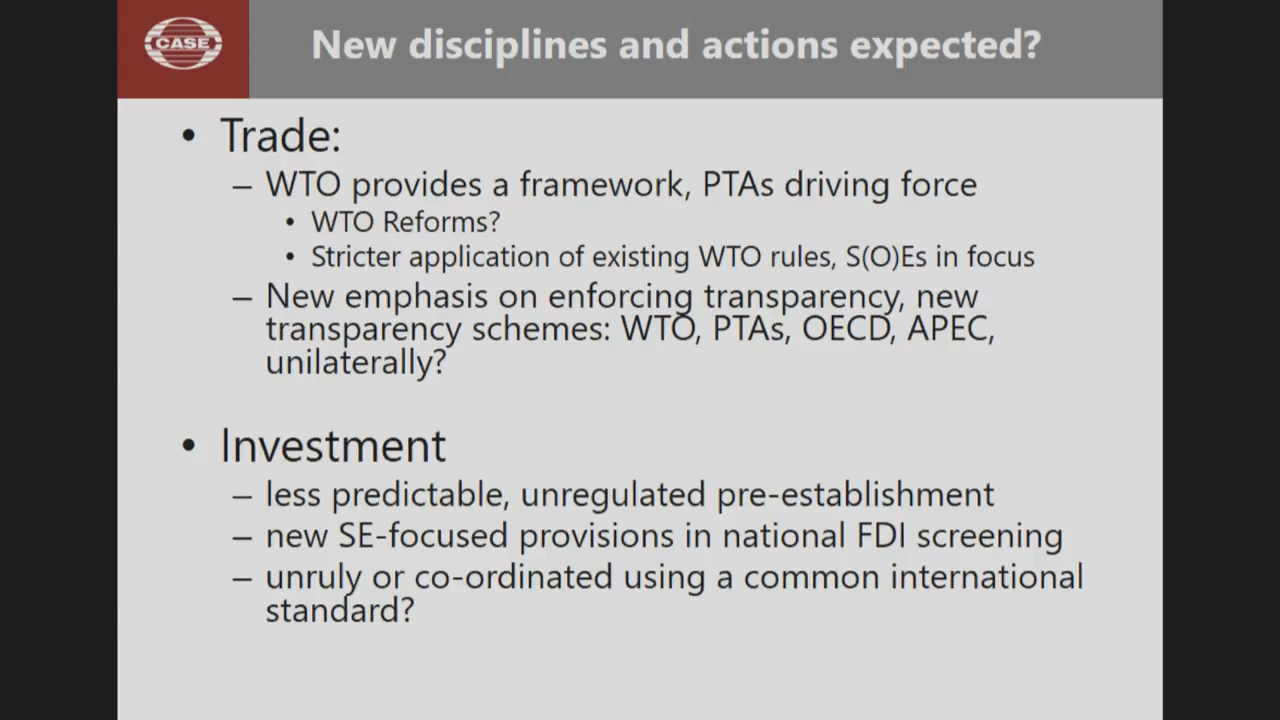 CASE
New disciplines and actions expected?
• Trade:
– WTO provides a framework, PTAs driving force
• WTO Reforms?
• Stricter application of existing WTO rules, S(O)Es in focus
– New emphasis on enforcing transparency, new
transparency schemes: WTO, PTAs, OECD, APEC,
unilaterally?
• Investment
– less predictable, unregulated pre-establishment
– new SE-focused provisions in national FDI screening
– unruly or co-ordinated using a common international
standard?